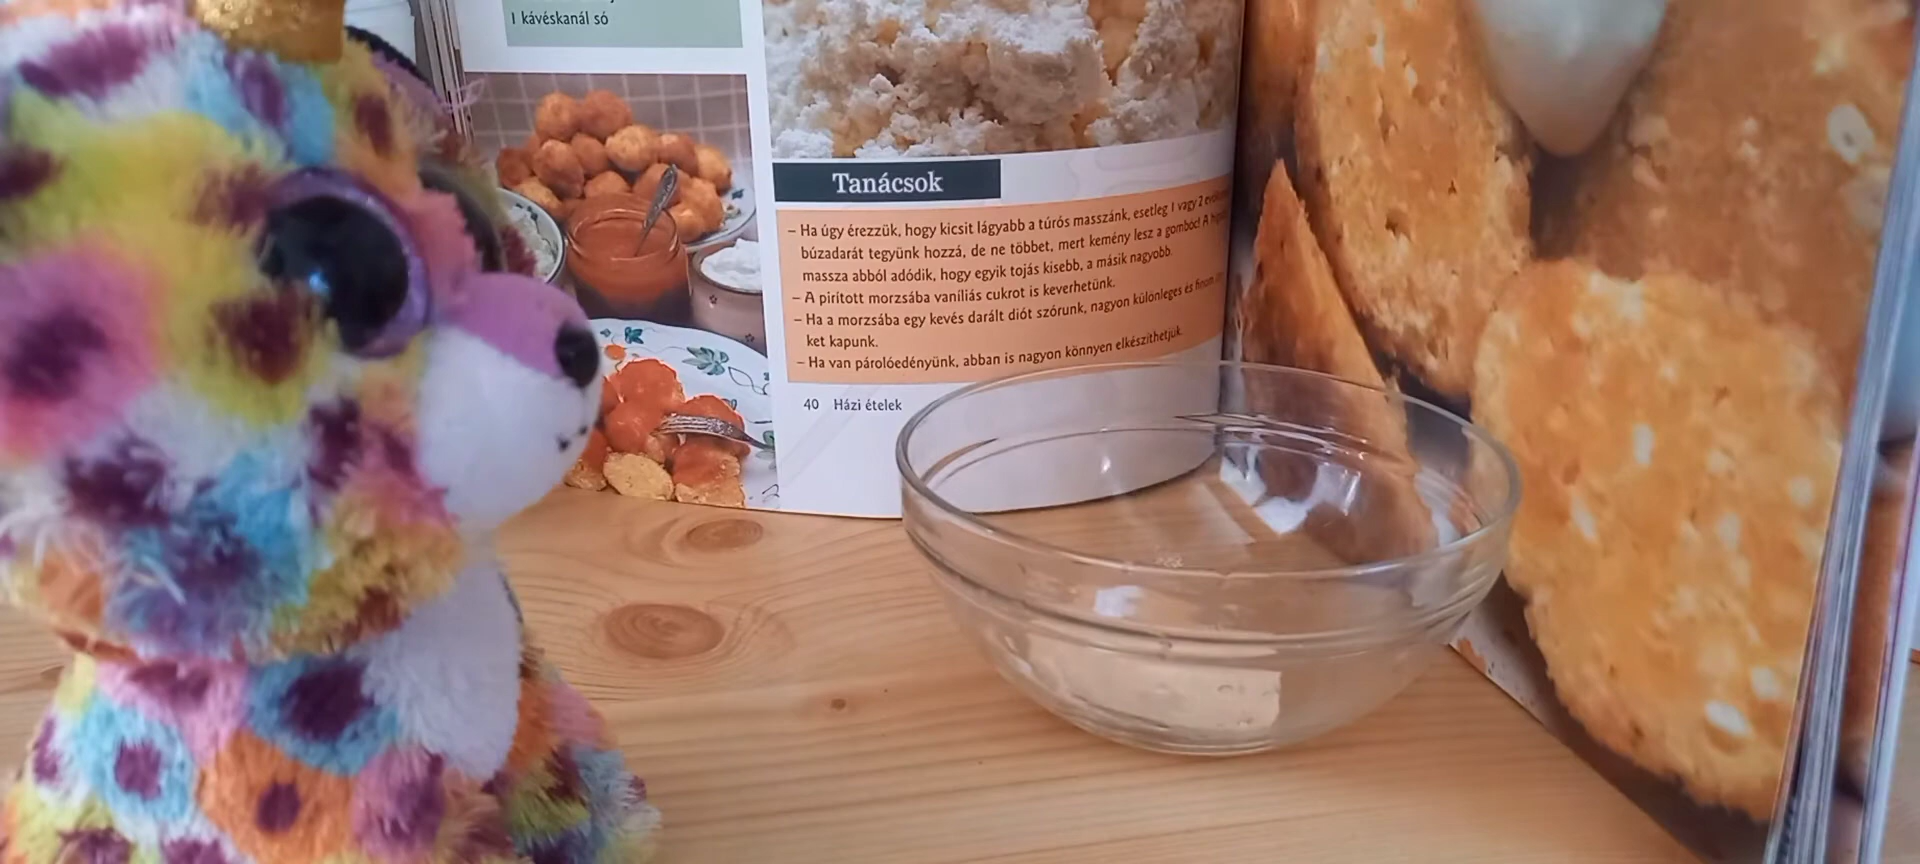 1 kávéskanál só
Tanácsok
– Ha úgy érezzük, hogy kicsit lágyabb a túrós masszánk, esetleg 1 vagy 2
búzadarát tegyünk hozzá, de ne többet, mert kemény lesz a gombóc! A
massza abból adódik, hogy egyik tojás kisebb, a másik nagyobb.
– A pirított morzsába vaníliás cukrot is keverhetünk.
– Ha a morzsába egy kevés darált diót szórunk, nagyon különleges és finom
ket kapunk.
– Ha van párolóedényünk, abban is nagyon könnyen elkészíthetjük.
40 Házi ételek